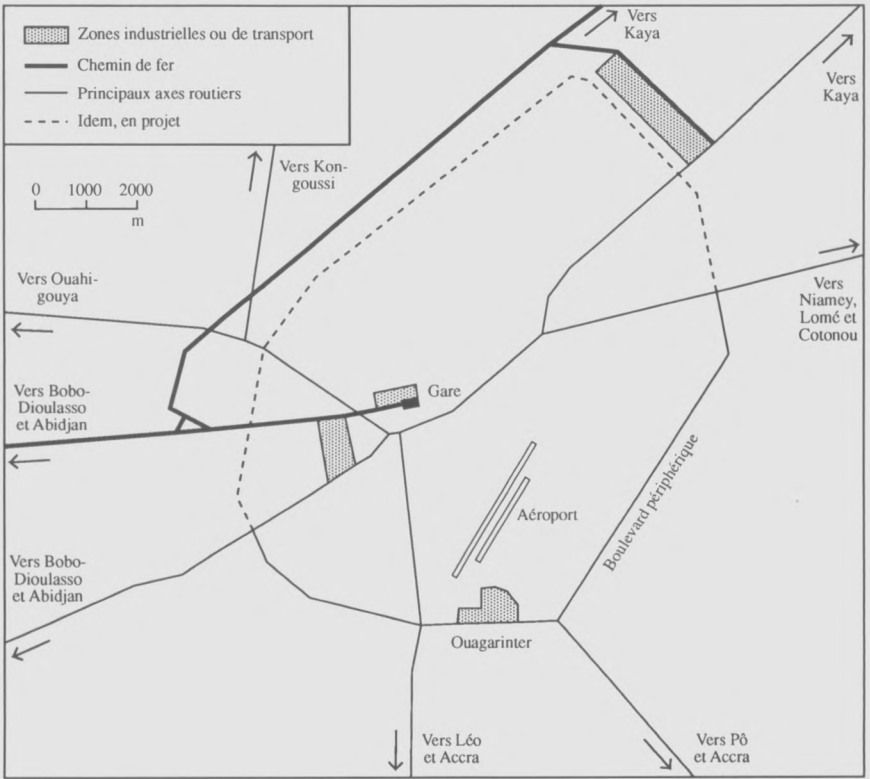 Zones industrielles ou de transport
Chemin de fer
Principaux axes routiers
Idem, en projet
0 1000 2000
m
Vers
Kaya
Vers
Kaya
Vers Kon-
goussi
Vers Ouahi-
gouya
Vers
Niamey,
Lomé et
Cotonou
Vers Bobo-
Dioulasso
et Abidjan
Gare
Aéroport
Boulevard périphérique
Vers Bobo-
Dioulasso
et Abidjan
Ouagarinter
Vers Léo
et Accra
Vers Pô
et Accra